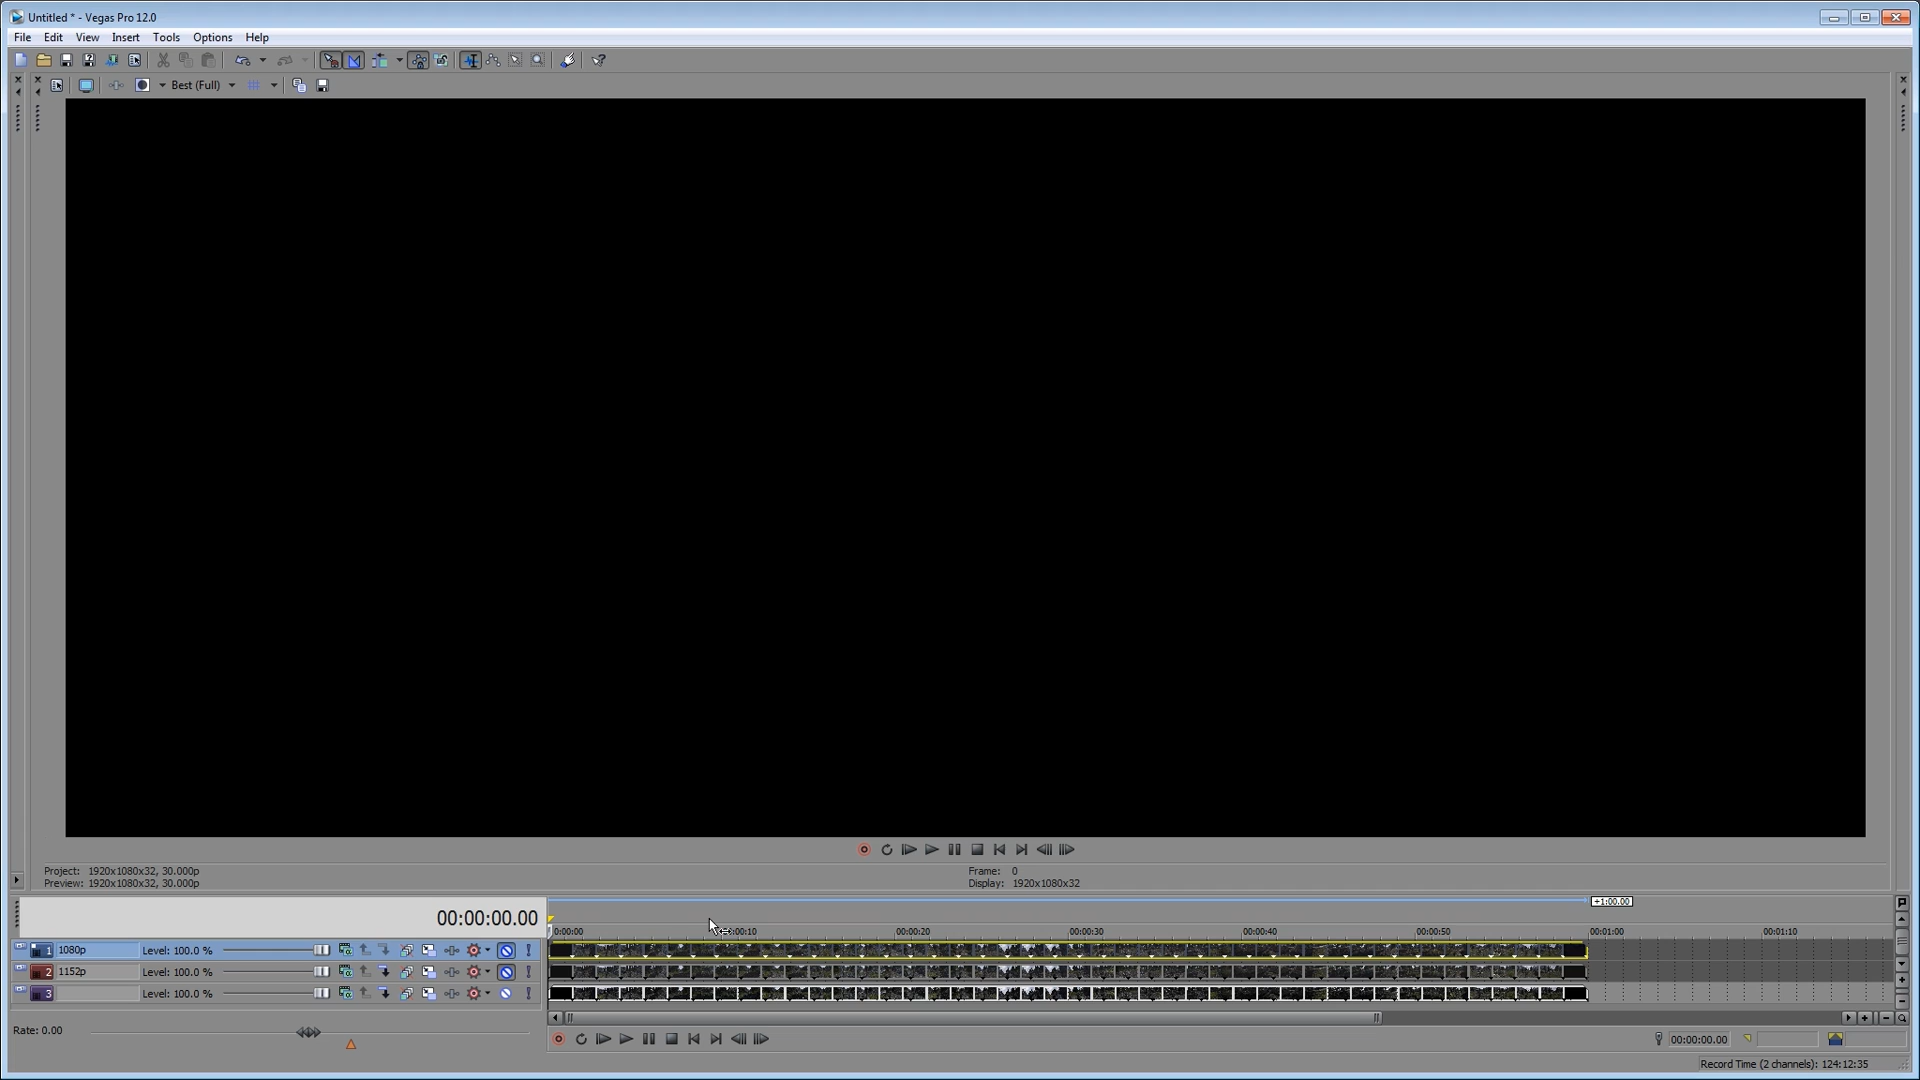 Untitled * - Vegas Pro 12.0
File Edit View Insert Tools Options Help
Best (Full)
Project: 1920x1080x32, 30.000p
Preview: 1920x1080x32, 30.000p
Frame: 0
Display: 1920x1080x32
+1:00.00
00:00:00.00
0:00:00 00:00:20 00:00:30 00:00:40 00:00:50 00:01:00 00:01:10
1 1080p Level: 100.0 %
2 1152p Level: 100.0 %
3 Level: 100.0 %
Rate: 0.00
00:00:00.00
Record Time (2 channels): 124:12:35